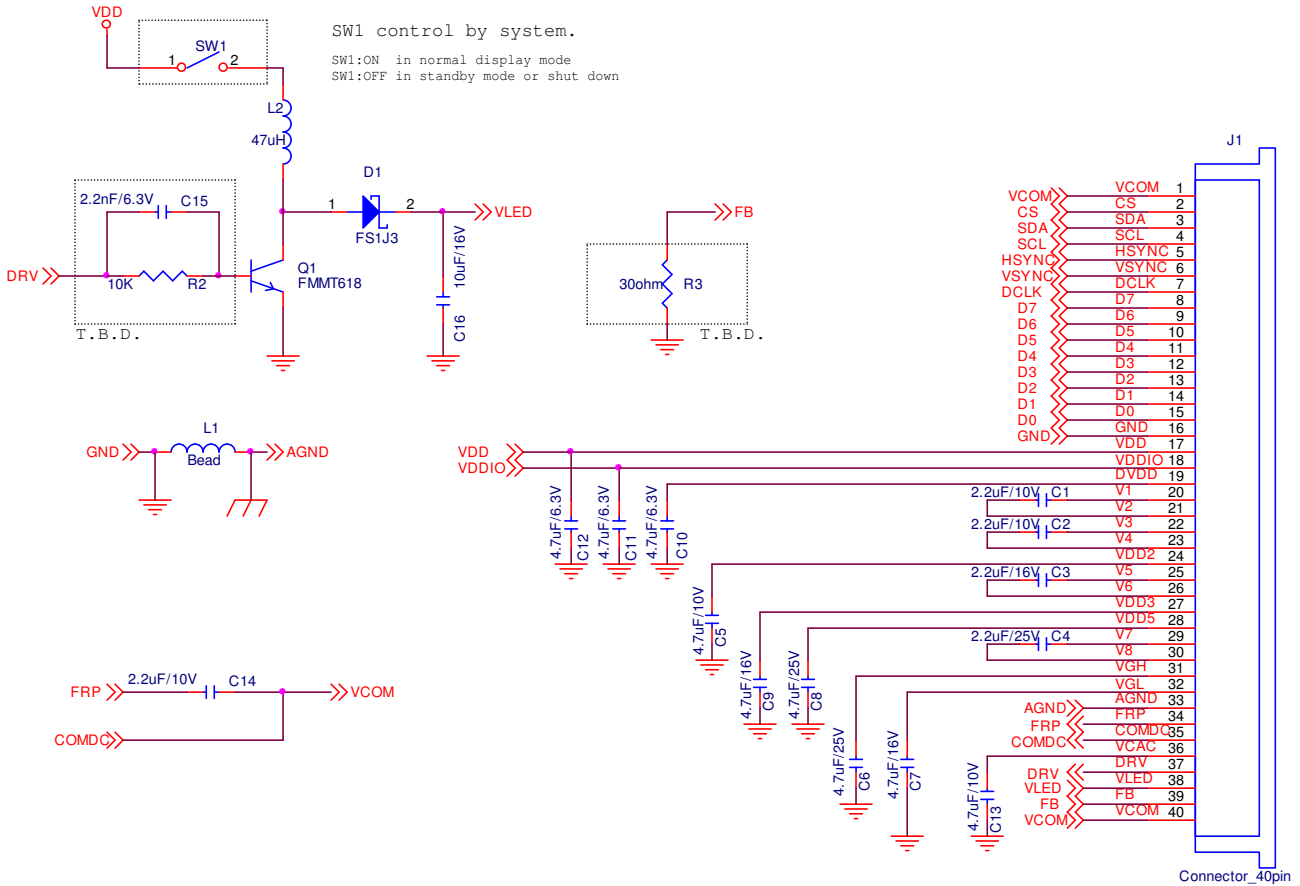 VDD
SW1 control by system.
SW1
1 2
SW1:ON in normal display mode
SW1:OFF in standby mode or shut down
L2
47uH
D1
1 2
VLED
FS1J3
2.2nF/6.3V C15
DRV
10K R2
Q1
FMMT618
T.B.D.
10uF/16V
C16
FB
30ohm R3
T.B.D.
L1
GND AGND
Bead
FRP 2.2uF/10V C14 VCOM
COMDC
J1
VCOM VCOM 1
CS CS 2
SDA SDA 3
SCL SCL 4
HSYNC HSYNC 5
VSYNC VSYNC 6
DCLK DCLK 7
D7 D7 8
D6 D6 9
D5 D5 10
D4 D4 11
D3 D3 12
D2 D2 13
D1 D1 14
D0 D0 15
GND GND 16
VDD VDD 17
VDDIO VDDIO 18
DVDD 19
2.2uF/10V C1 V1 20
V2 21
2.2uF/10V C2 V3 22
V4 23
VDD2 24
2.2uF/16V C3 V5 25
V6 26
VDD3 27
VDD5 28
2.2uF/25V C4 V7 29
V8 30
VGH 31
VGL 32
AGND AGND 33
FRP FRP 34
COMDC COMDC 35
VCAC 36
DRV DRV 37
VLED VLED 38
FB FB 39
VCOM VCOM 40
4.7uF/6.3V C12
4.7uF/6.3V C11
4.7uF/6.3V C10
4.7uF/10V C5
4.7uF/16V C9
4.7uF/25V C8
4.7uF/25V C6
4.7uF/16V C7
4.7uF/10V C13
Connector_40pin